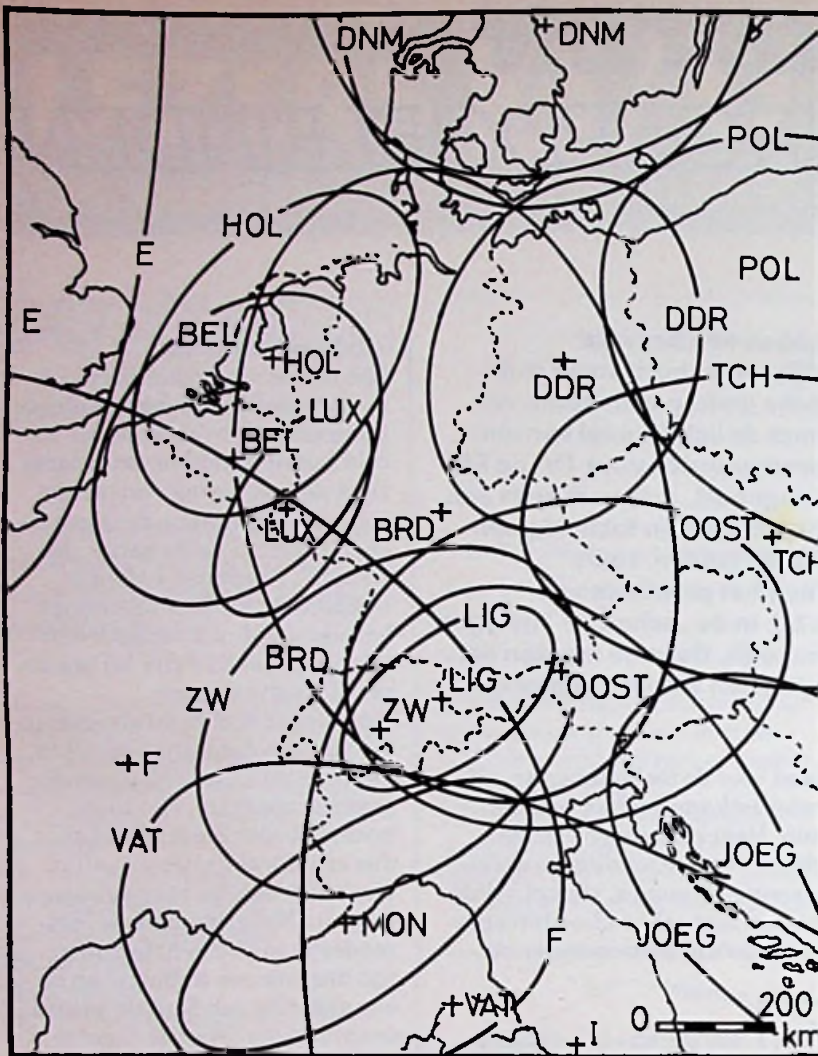 DNM
+DNM
POL
HOL
E
POL
E
BEL
DDR
+HOL
+
DDR
TCH
LUX
BEL
+
LUX
BRD+
OOST
+
TCH
LIG
BRD
LIG
+
+OOST
ZW
ZW
+
+F
VAT
JOEG
+MON
F
JOEG
+VAT
+I
0 200
km